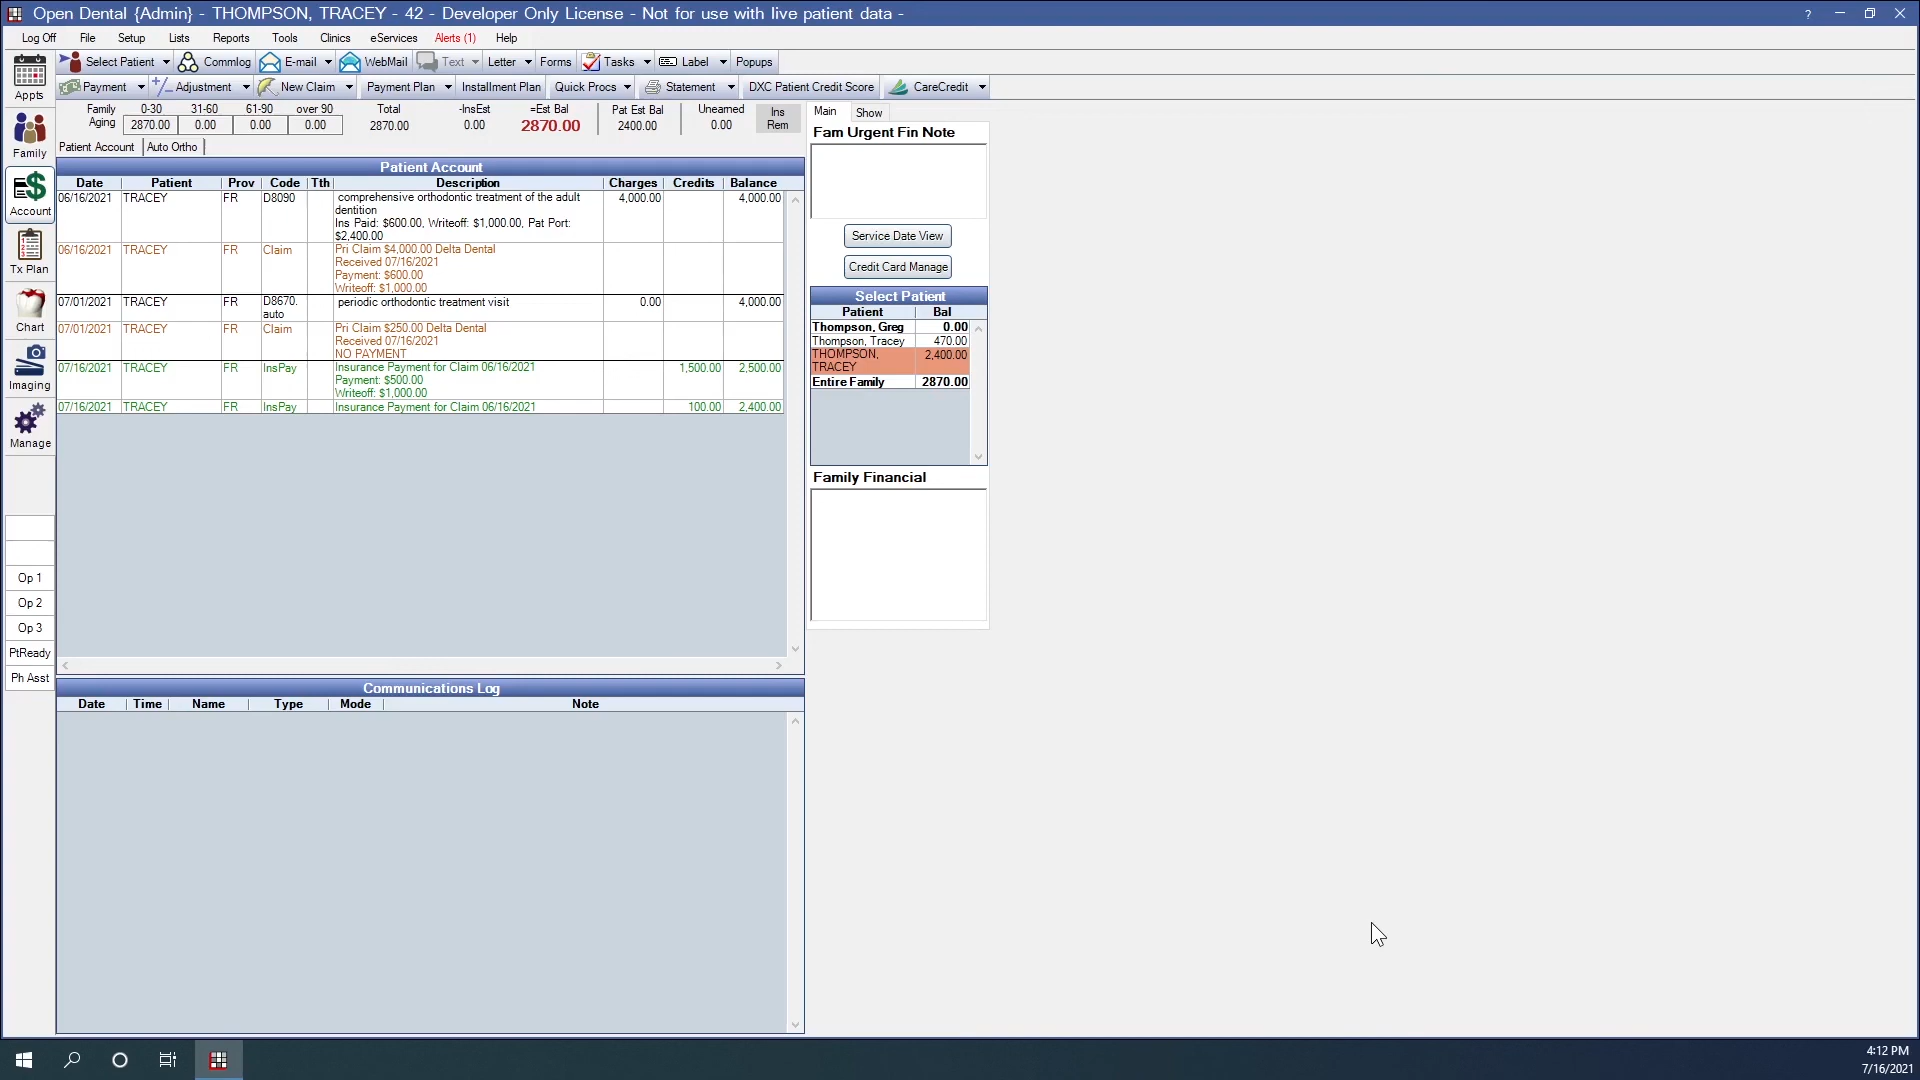 Open Dental {Admin} - THOMPSON, TRACEY - 42 - Developer Only License - Not for use with live patient data -
Log Off File Setup Lists Reports Tools Clinics eServices Alerts (1) Help
Select Patient Commlog E-mail WebMail Text Letter Forms Tasks Label Popups
Payment Adjustment New Claim Payment Plan Installment Plan Quick Procs Statement DXC Patient Credit Score CareCredit
Appts
Family
Account
Tx Plan
Chart
Imaging
Manage
Op 1
Op 2
Op 3
PtReady
Ph Asst
Family Aging 0-30 31-60 61-90 over 90 Total -InsEst =Est Bal Pat Est Bal Unearned Ins Rem
2870.00 0.00 0.00 0.00 2870.00 0.00 2870.00 2400.00 0.00
Patient Account Auto Ortho
Patient Account
Date Patient Prov Code Tth Description Charges Credits Balance
06/16/2021 TRACEY FR D8090 comprehensive orthodontic treatment of the adult 4,000.00 4,000.00
dentition
Ins Paid: $600.00, Writeoff: $1,000.00, Pat Port:
$2,400.00
06/16/2021 TRACEY FR Claim Pri Claim $4,000.00 Delta Dental
Received 07/16/2021
Payment: $600.00
Writeoff: $1,000.00
07/01/2021 TRACEY FR D8670. periodic orthodontic treatment visit 0.00 4,000.00
auto
07/01/2021 TRACEY FR Claim Pri Claim $250.00 Delta Dental
Received 07/16/2021
NO PAYMENT
07/16/2021 TRACEY FR InsPay Insurance Payment for Claim 06/16/2021 1,500.00 2,500.00
Payment: $500.00
Writeoff: $1,000.00
07/16/2021 TRACEY FR InsPay Insurance Payment for Claim 06/16/2021 100.00 2,400.00
Communications Log
Date Time Name Type Mode Note
Main Show
Fam Urgent Fin Note
Service Date View
Credit Card Manage
Select Patient
Patient Bal
Thompson, Greg 0.00
Thompson, Tracey 470.00
THOMPSON, 2,400.00
TRACEY
Entire Family 2870.00
Family Financial
4:12 PM
7/16/2021